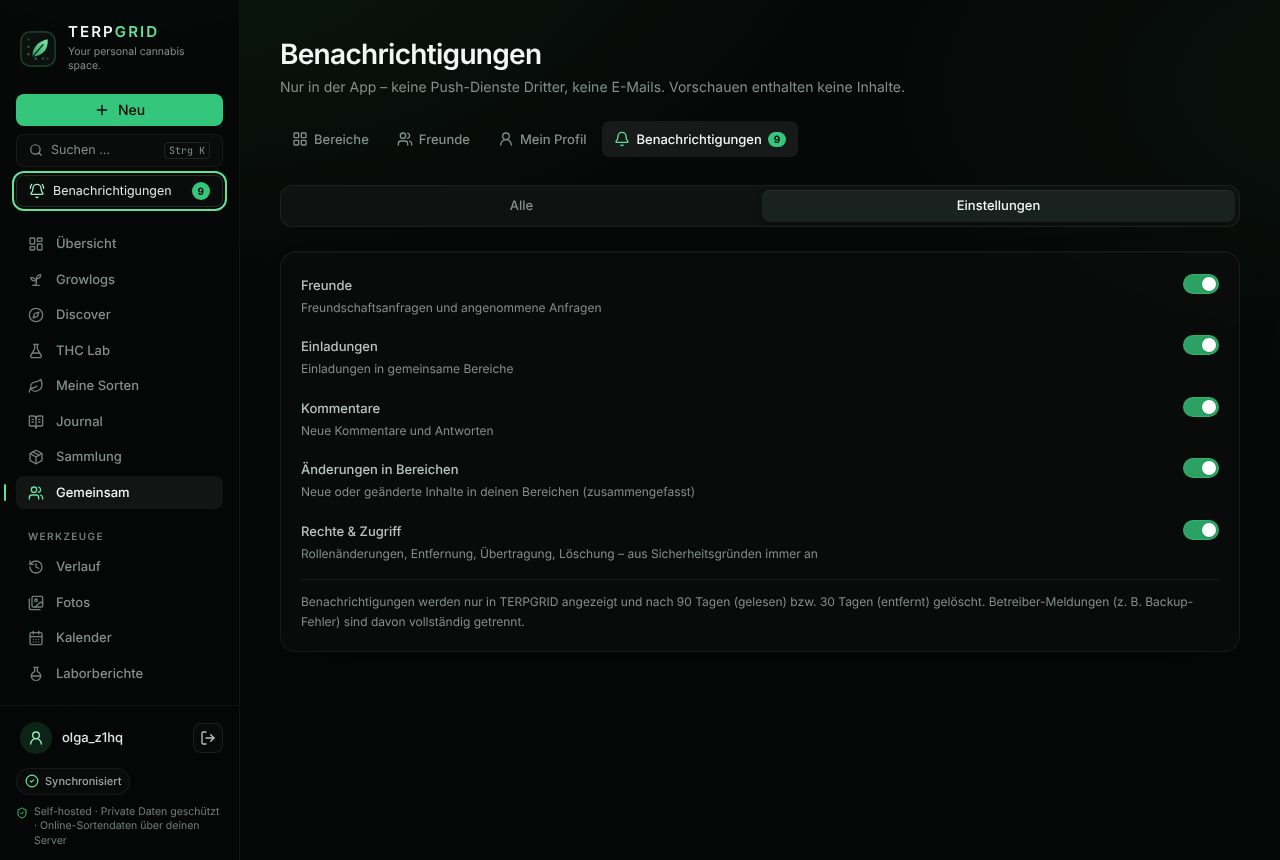 TERPGRID
Your personal cannabis
space.
Neu
Suchen ...
Strg K
Benachrichtigungen
9
Übersicht
Growlogs
Discover
THC Lab
Meine Sorten
Journal
Sammlung
Gemeinsam
WERKZEUGE
Verlauf
Fotos
Kalender
Laborberichte
olga_z1hq
Synchronisiert
Self-hosted · Private Daten geschützt
· Online-Sortendaten über deinen
Server
Benachrichtigungen
Nur in der App – keine Push-Dienste Dritter, keine E-Mails. Vorschauen enthalten keine Inhalte.
Bereiche
Freunde
Mein Profil
Benachrichtigungen 9
Alle
Einstellungen
Freunde
Freundschaftsanfragen und angenommene Anfragen
Einladungen
Einladungen in gemeinsame Bereiche
Kommentare
Neue Kommentare und Antworten
Änderungen in Bereichen
Neue oder geänderte Inhalte in deinen Bereichen (zusammengefasst)
Rechte & Zugriff
Rollenänderungen, Entfernung, Übertragung, Löschung – aus Sicherheitsgründen immer an
Benachrichtigungen werden nur in TERPGRID angezeigt und nach 90 Tagen (gelesen) bzw. 30 Tagen (entfernt) gelöscht. Betreiber-Meldungen (z. B. Backup-
Fehler) sind davon vollständig getrennt.